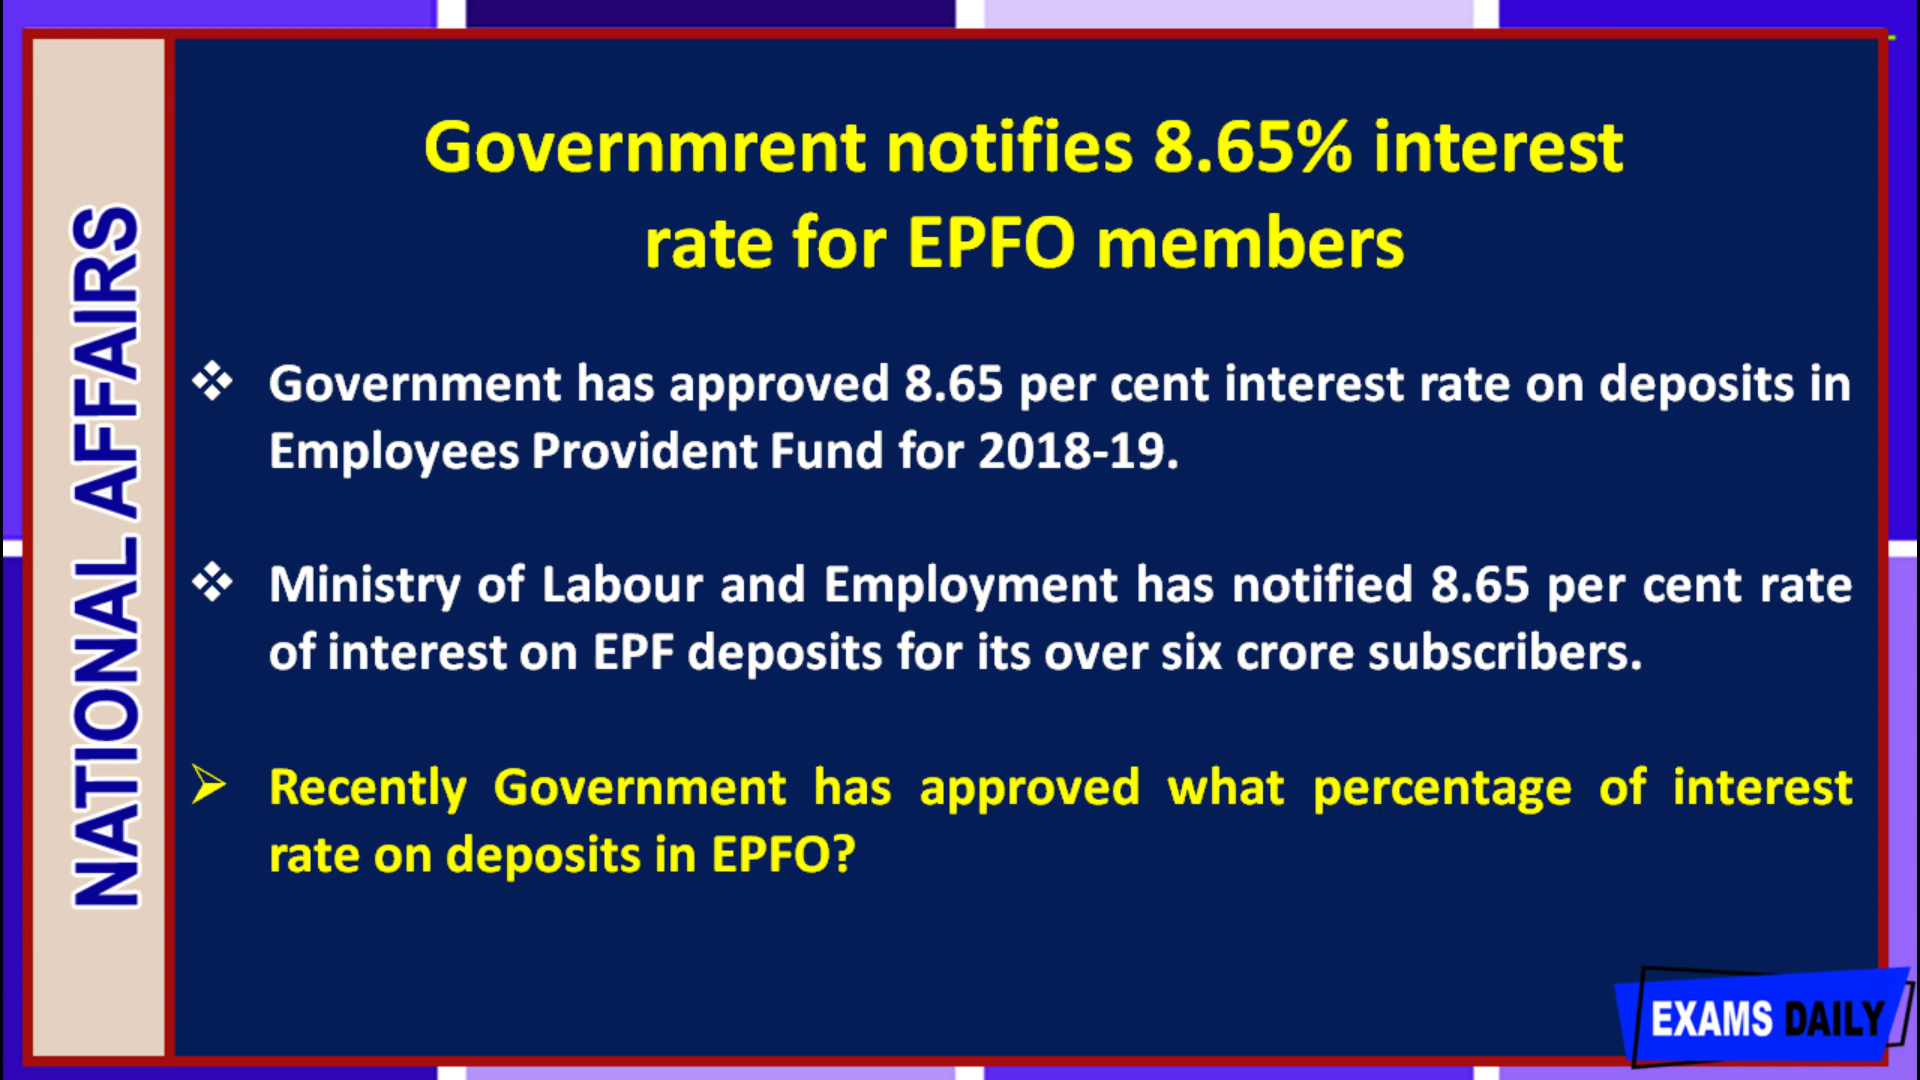 NATIONAL AFFAIRS
Governmrent notifies 8.65% interest
rate for EPFO members
❖ Government has approved 8.65 per cent interest rate on deposits in
Employees Provident Fund for 2018-19.
❖ Ministry of Labour and Employment has notified 8.65 per cent rate
of interest on EPF deposits for its over six crore subscribers.
➢ Recently Government has approved what percentage of interest
rate on deposits in EPFO?
EXAMS DAILY